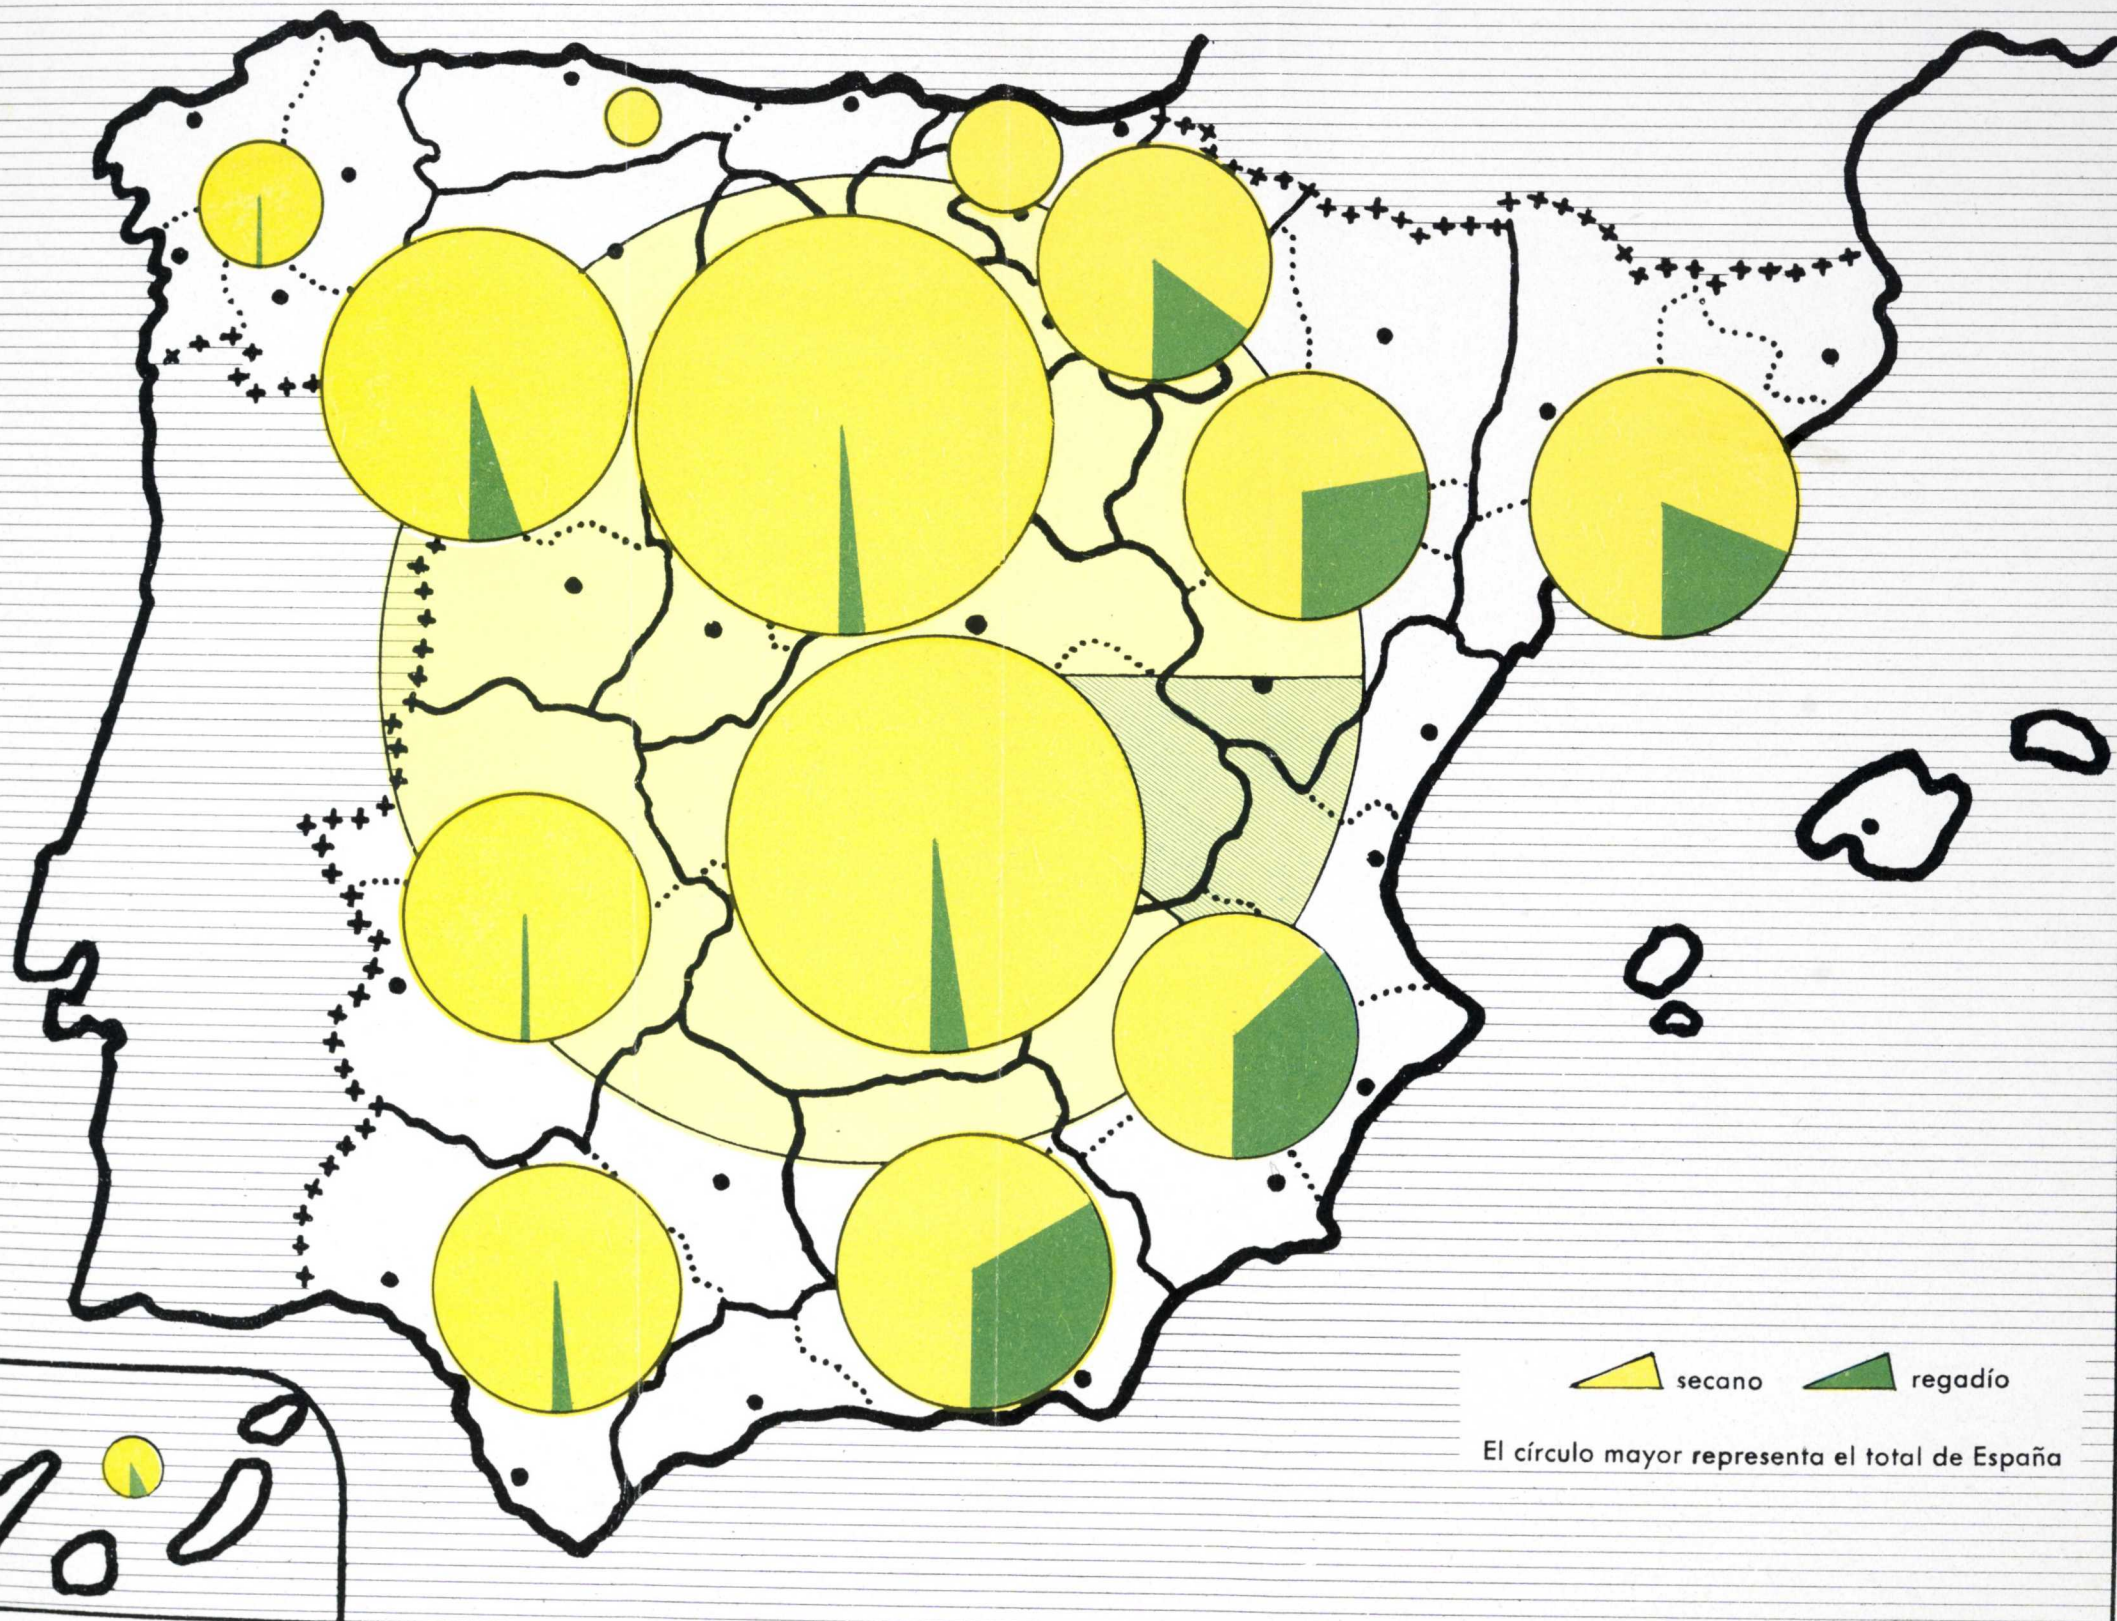 secano
regadío
El círculo mayor representa el total de España